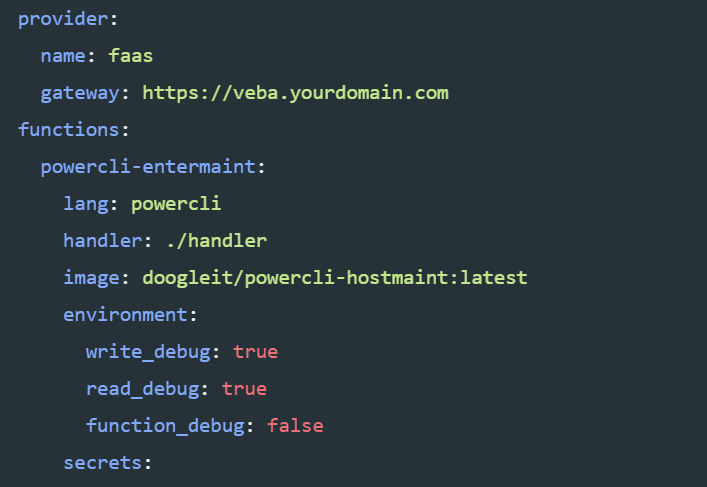 provider:
  name: faas
  gateway: https://veba.yourdomain.com
functions:
  powercli-entermaint:
    lang: powercli
    handler: ./handler
    image: doogleit/powercli-hostmaint:latest
    environment:
      write_debug: true
      read_debug: true
      function_debug: false
    secrets: